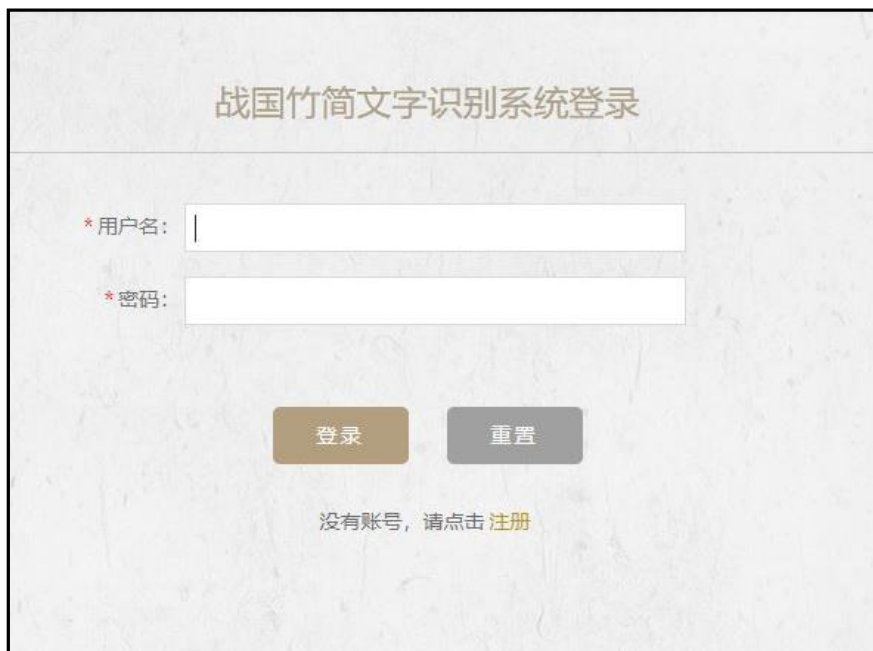 战国竹简文字识别系统登录
*用户名：
*密码：
登录 重置
没有账号，请点击 注册